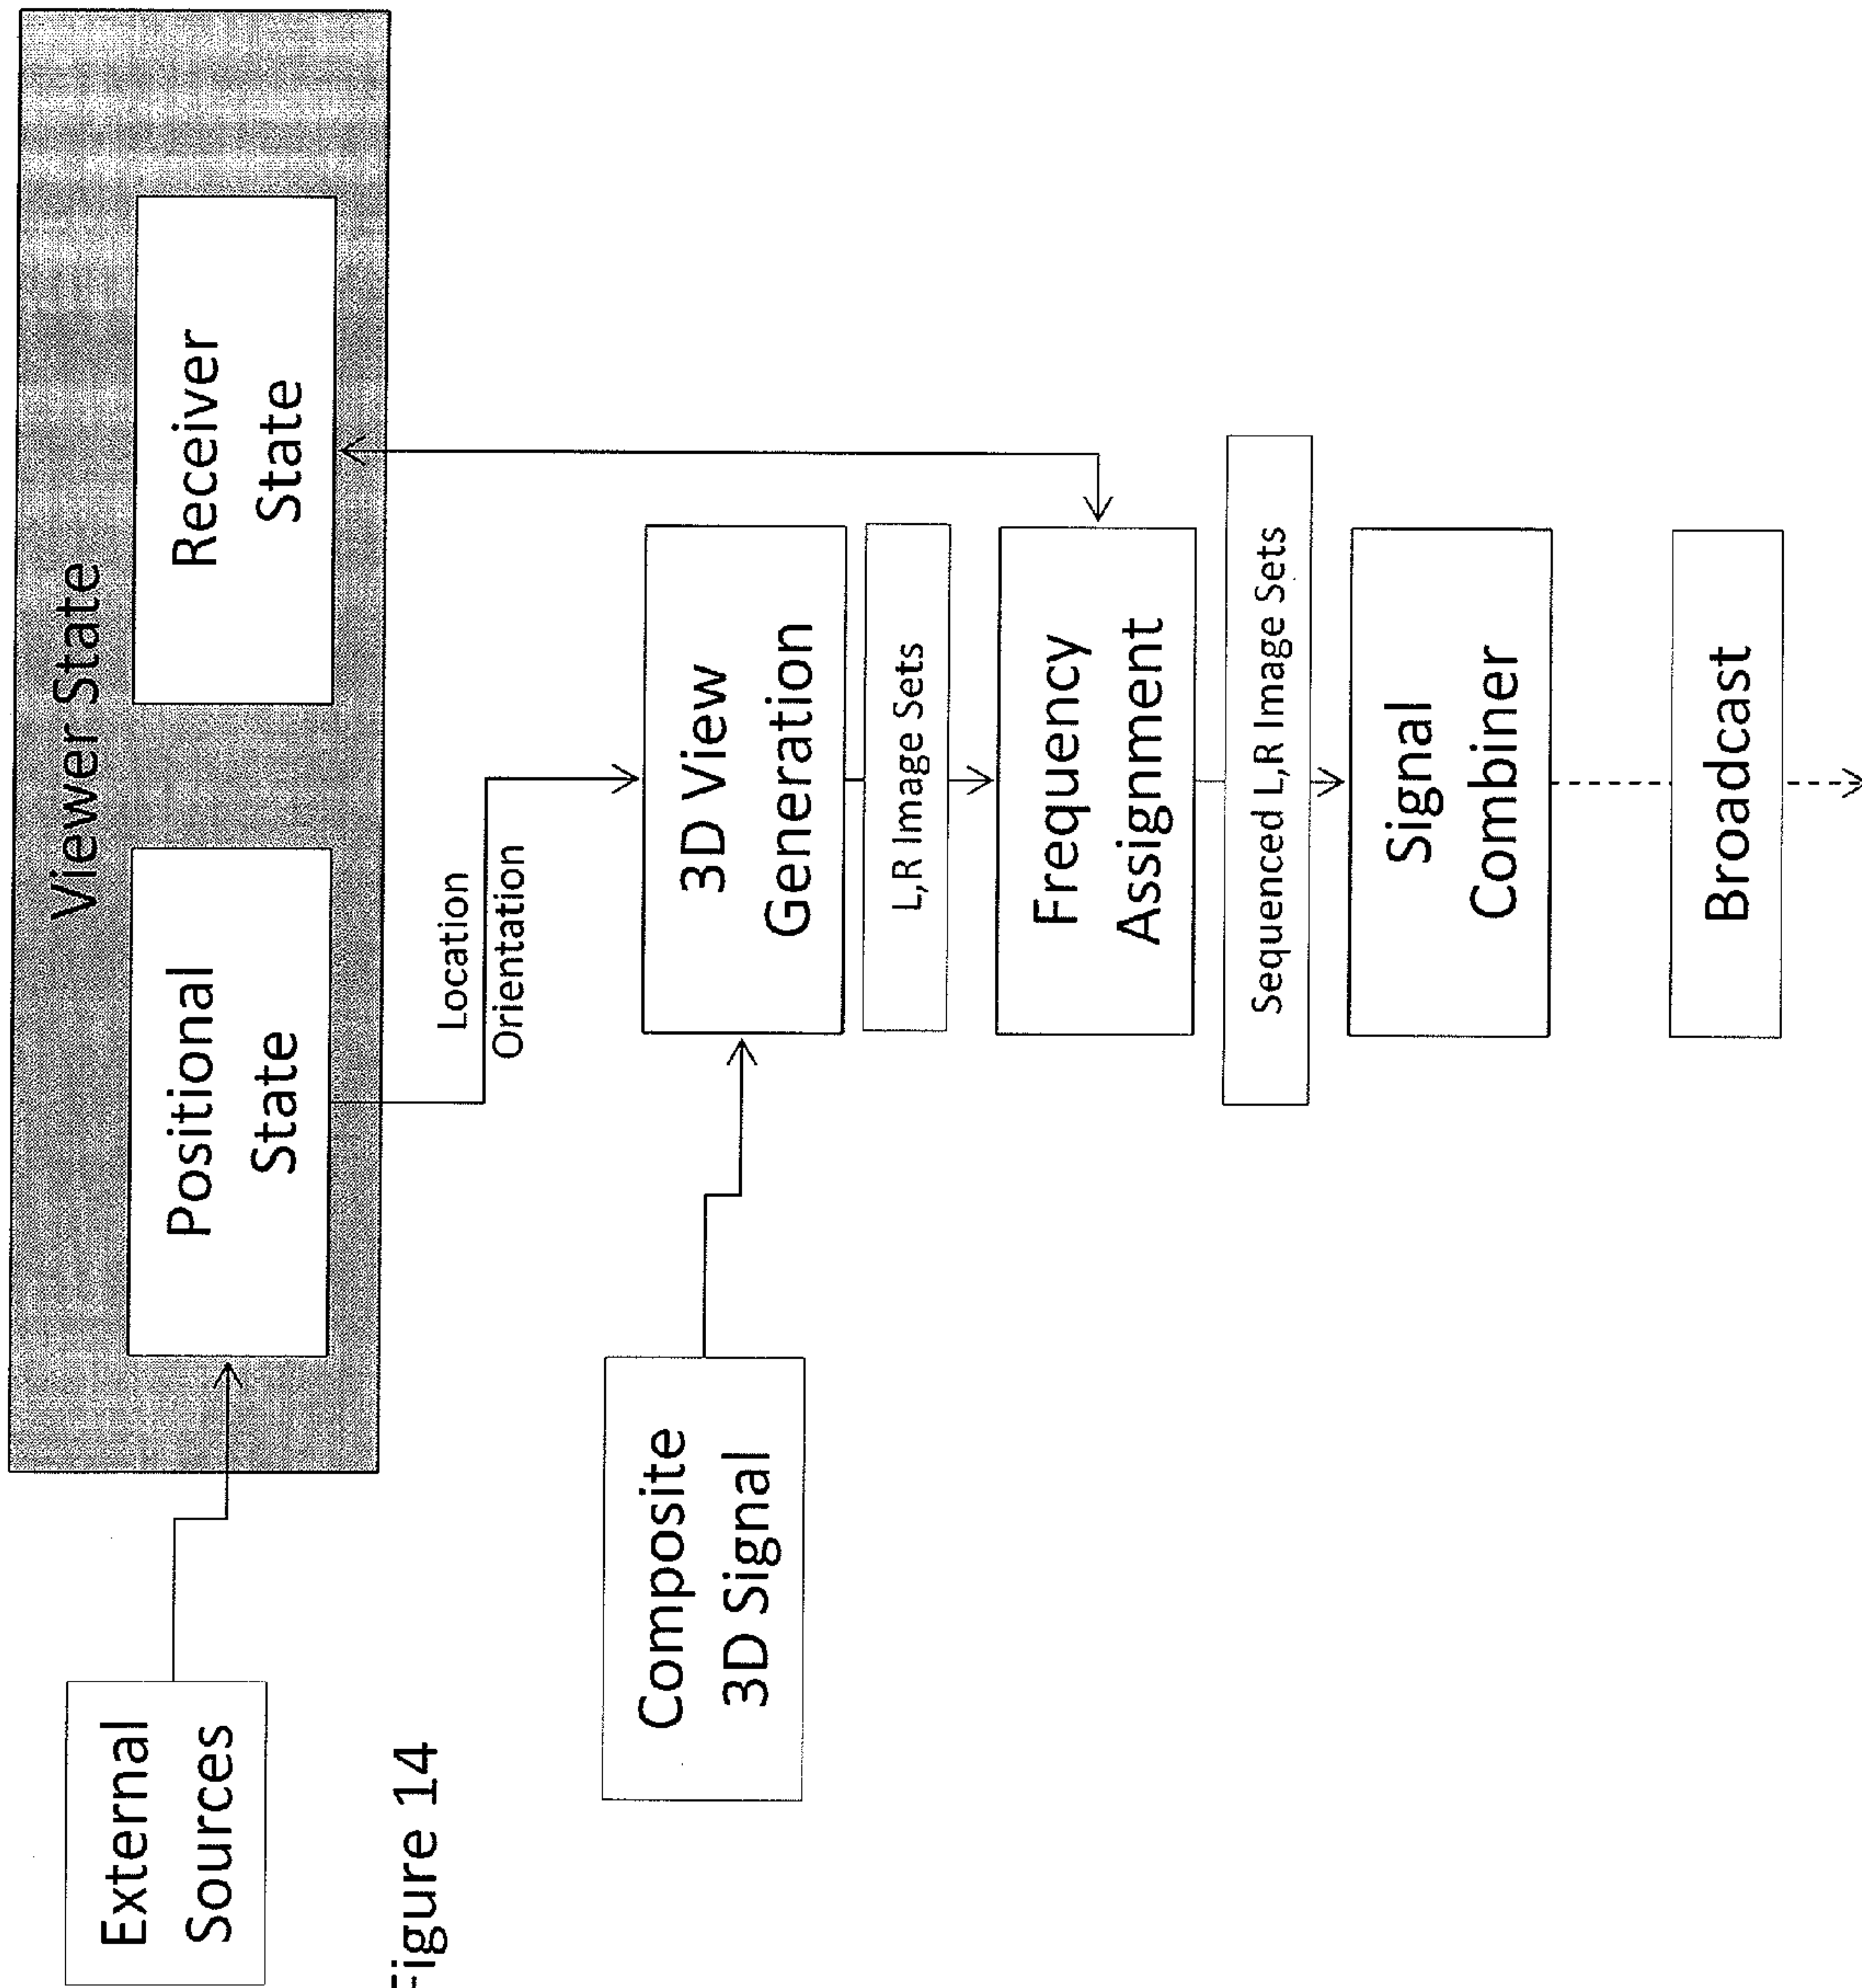 Figure 14
External
Sources
Viewer State
Positional
State
Receiver
State
Location
Orientation
Composite
3D Signal
3D View
Generation
L,R Image Sets
Frequency
Assignment
Sequenced L,R Image Sets
Signal
Combiner
Broadcast